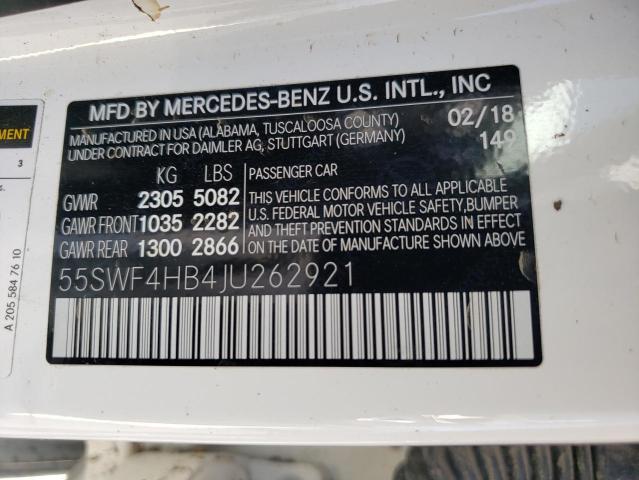 MFD BY MERCEDES-BENZ U.S. INTL., INC
MANUFACTURED IN USA (ALABAMA, TUSCALOOSA COUNTY) 02/18
UNDER CONTRACT FOR DAIMLER AG, STUTTGART (GERMANY) 149
KG LBS PASSENGER CAR
GVWR 2305 5082 THIS VEHICLE CONFORMS TO ALL APPLICABLE
GAWR FRONT 1035 2282 U.S. FEDERAL MOTOR VEHICLE SAFETY,BUMPER
AND THEFT PREVENTION STANDARDS IN EFFECT
GAWR REAR 1300 2866 ON THE DATE OF MANUFACTURE SHOWN ABOVE.
55SWF4HB4JU262921
3
A 205 584 76 10